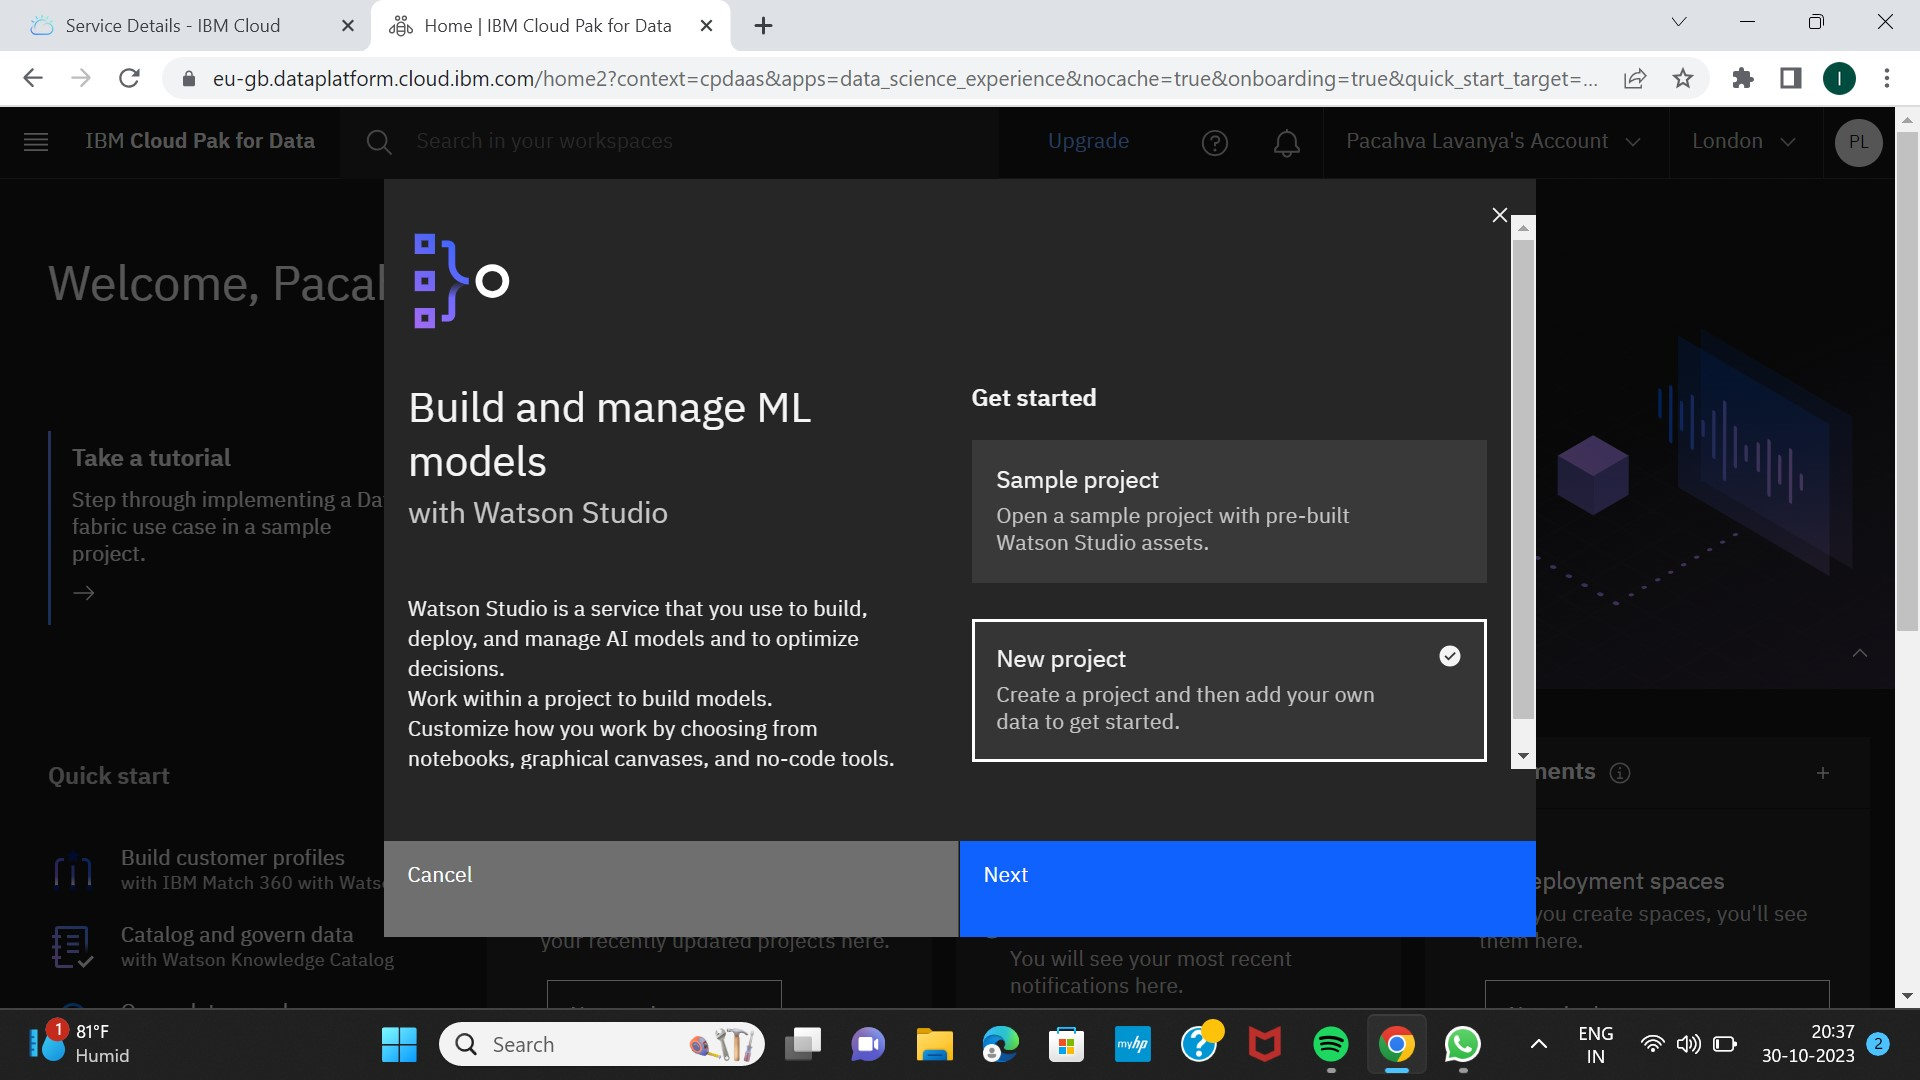 Service Details - IBM Cloud
Home | IBM Cloud Pak for Data
eu-gb.dataplatform.cloud.ibm.com/home2?context=cpdaas&apps=data_science_experience&nocache=true&onboarding=true&quick_start_target=...
I
IBM Cloud Pak for Data
Search in your workspaces
Upgrade
Pacahva Lavanya's Account
London
PL
Welcome,
Build and manage ML
models
with Watson Studio
Watson Studio is a service that you use to build,
deploy, and manage AI models and to optimize
decisions.
Work within a project to build models.
Customize how you work by choosing from
notebooks, graphical canvases, and no-code tools.
Get started
Sample project
Open a sample project with pre-built
Watson Studio assets.
New project
Create a project and then add your own
data to get started.
Cancel
Next
Take a tutorial
Step through implementing a
fabric use case in a sample
project.
Quick start
Build customer profiles
with IBM Match 360 with
Catalog and govern data
with Watson Knowledge Catalog
your recently updated projects here.
You will see your most recent
notifications here.
spaces
you create spaces, you'll see
them here.
1
81°F
Humid
Search
myhp
ENG
IN
20:37
30-10-2023
2